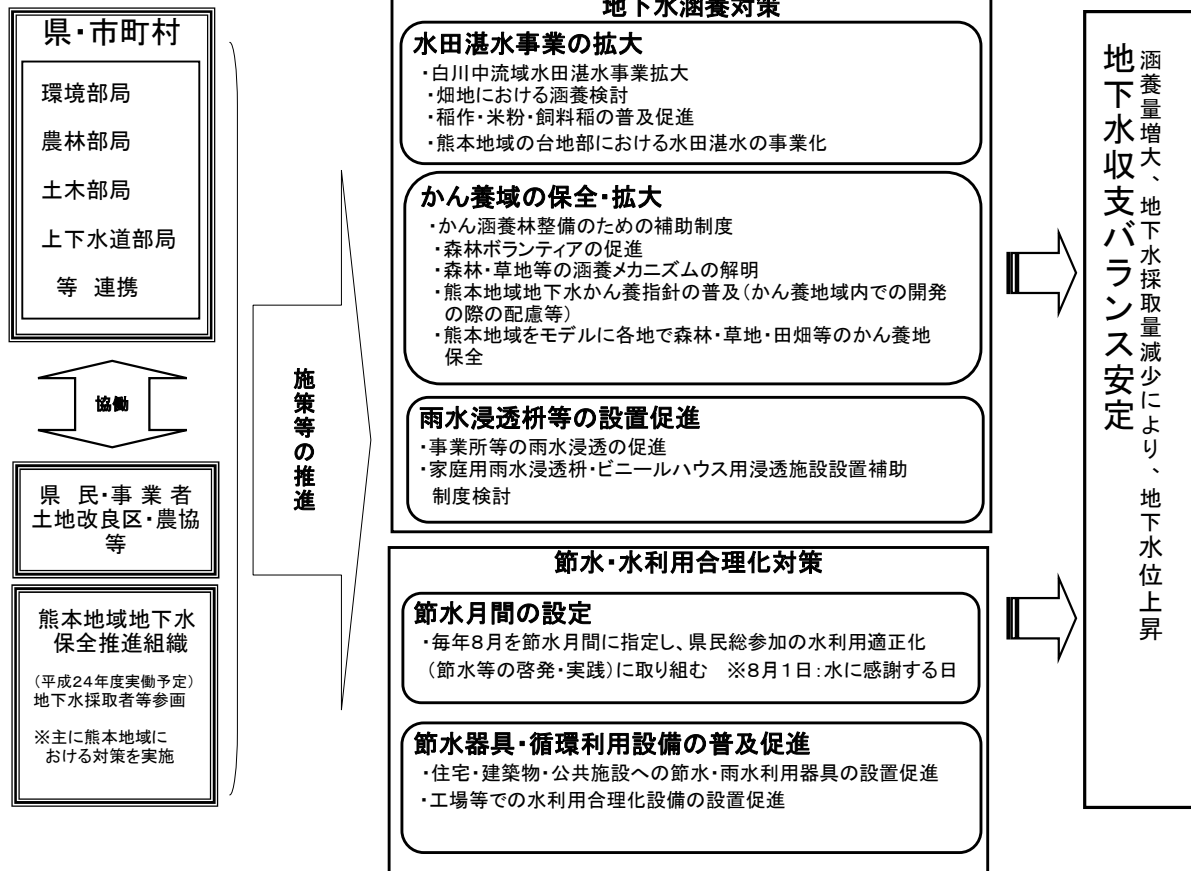 県・市町村
環境部局
農林部局
土木部局
上下水道部局
等 連携
協働
県 民・事 業 者
土地改良区・農協
等
熊本地域地下水
保全推進組織
(平成24年度実働予定)
地下水採取者等参画
※主に熊本地域に
おける対策を実施
施策等の推進
地下水涵養対策
水田湛水事業の拡大
・白川中流域水田湛水事業拡大
・畑地における涵養検討
・稲作・米粉・飼料稲の普及促進
・熊本地域の台地部における水田湛水の事業化
かん養域の保全・拡大
・かん涵養林整備のための補助制度
・森林ボランティアの促進
・森林・草地等の涵養メカニズムの解明
・熊本地域地下水かん養指針の普及(かん養地域内での開発
の際の配慮等)
・熊本地域をモデルに各地で森林・草地・田畑等のかん養地
保全
雨水浸透枡等の設置促進
・事業所等の雨水浸透の促進
・家庭用雨水浸透枡・ビニールハウス用浸透施設設置補助
制度検討
節水・水利用合理化対策
節水月間の設定
・毎年8月を節水月間に指定し、県民総参加の水利用適正化
(節水等の啓発・実践)に取り組む ※8月1日:水に感謝する日
節水器具・循環利用設備の普及促進
・住宅・建築物・公共施設への節水・雨水利用器具の設置促進
・工場等での水利用合理化設備の設置促進
涵養量増大、地下水採取量減少により、地下水位上昇
地下水収支バランス安定